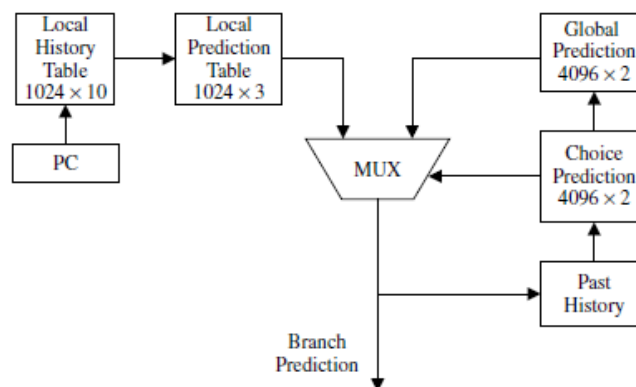 Local
History
Table
1024 × 10
Local
Prediction
Table
1024 × 3
Global
Prediction
4096 × 2
PC
MUX
Choice
Prediction
4096 × 2
Past
History
Branch
Prediction